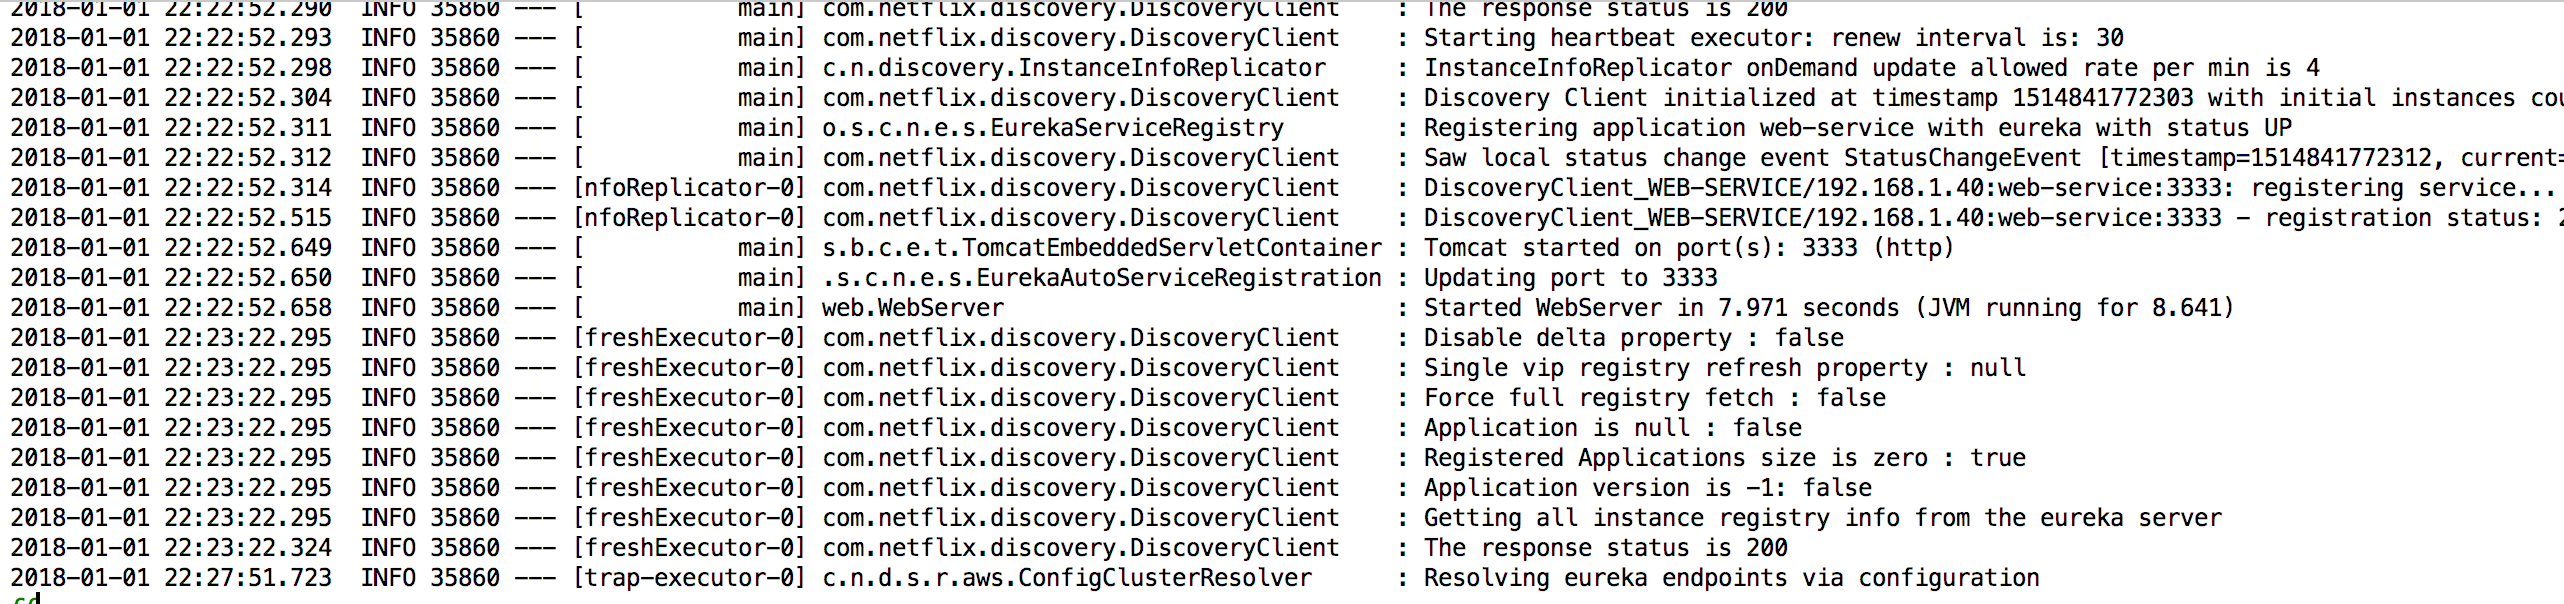 2018-01-01 22:22:52.290  INFO 35860 --- [           main] com.netflix.discovery.DiscoveryClient    : The response status is 200
2018-01-01 22:22:52.293  INFO 35860 --- [           main] com.netflix.discovery.DiscoveryClient    : Starting heartbeat executor: renew interval is: 30
2018-01-01 22:22:52.298  INFO 35860 --- [           main] c.n.discovery.InstanceInfoReplicator     : InstanceInfoReplicator onDemand update allowed rate per min is 4
2018-01-01 22:22:52.304  INFO 35860 --- [           main] com.netflix.discovery.DiscoveryClient    : Discovery Client initialized at timestamp 1514841772303 with initial instances cou
2018-01-01 22:22:52.311  INFO 35860 --- [           main] o.s.c.n.e.s.EurekaServiceRegistry        : Registering application web-service with eureka with status UP
2018-01-01 22:22:52.312  INFO 35860 --- [           main] com.netflix.discovery.DiscoveryClient    : Saw local status change event StatusChangeEvent [timestamp=1514841772312, current=
2018-01-01 22:22:52.314  INFO 35860 --- [nfoReplicator-0] com.netflix.discovery.DiscoveryClient    : DiscoveryClient_WEB-SERVICE/192.168.1.40:web-service:3333: registering service...
2018-01-01 22:22:52.515  INFO 35860 --- [nfoReplicator-0] com.netflix.discovery.DiscoveryClient    : DiscoveryClient_WEB-SERVICE/192.168.1.40:web-service:3333 - registration status: 2
2018-01-01 22:22:52.649  INFO 35860 --- [           main] s.b.c.e.t.TomcatEmbeddedServletContainer : Tomcat started on port(s): 3333 (http)
2018-01-01 22:22:52.650  INFO 35860 --- [           main] .s.c.n.e.s.EurekaAutoServiceRegistration : Updating port to 3333
2018-01-01 22:22:52.658  INFO 35860 --- [           main] web.WebServer                            : Started WebServer in 7.971 seconds (JVM running for 8.641)
2018-01-01 22:23:22.295  INFO 35860 --- [freshExecutor-0] com.netflix.discovery.DiscoveryClient    : Disable delta property : false
2018-01-01 22:23:22.295  INFO 35860 --- [freshExecutor-0] com.netflix.discovery.DiscoveryClient    : Single vip registry refresh property : null
2018-01-01 22:23:22.295  INFO 35860 --- [freshExecutor-0] com.netflix.discovery.DiscoveryClient    : Force full registry fetch : false
2018-01-01 22:23:22.295  INFO 35860 --- [freshExecutor-0] com.netflix.discovery.DiscoveryClient    : Application is null : false
2018-01-01 22:23:22.295  INFO 35860 --- [freshExecutor-0] com.netflix.discovery.DiscoveryClient    : Registered Applications size is zero : true
2018-01-01 22:23:22.295  INFO 35860 --- [freshExecutor-0] com.netflix.discovery.DiscoveryClient    : Application version is -1: false
2018-01-01 22:23:22.295  INFO 35860 --- [freshExecutor-0] com.netflix.discovery.DiscoveryClient    : Getting all instance registry info from the eureka server
2018-01-01 22:23:22.324  INFO 35860 --- [freshExecutor-0] com.netflix.discovery.DiscoveryClient    : The response status is 200
2018-01-01 22:27:51.723  INFO 35860 --- [trap-executor-0] c.n.d.s.r.aws.ConfigClusterResolver      : Resolving eureka endpoints via configuration